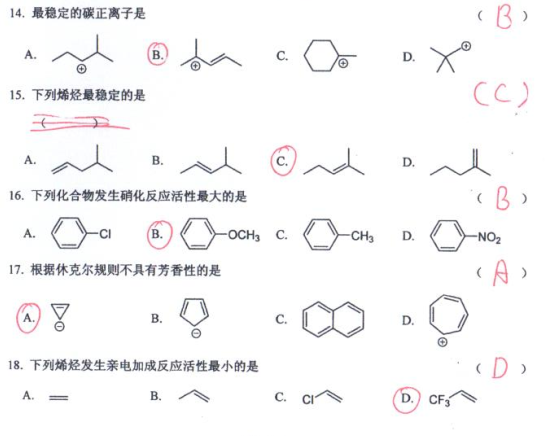 14. 最稳定的碳正离子是 ( B )
A. ⊕ B. ⊕ C. ⊕ D. ⊕
15. 下列烯烃最稳定的是 ( C )
( )
A. B. C. D.
16. 下列化合物发生硝化反应活性最大的是 ( B )
A. Cl B. OCH3 C. CH3 D. NO2
17. 根据休克尔规则不具有芳香性的是 ( A )
A. ⊖ B. ⊖ C. D. ⊕
18. 下列烯烃发生亲电加成反应活性最小的是 ( D )
A. B. C. Cl D. CF3